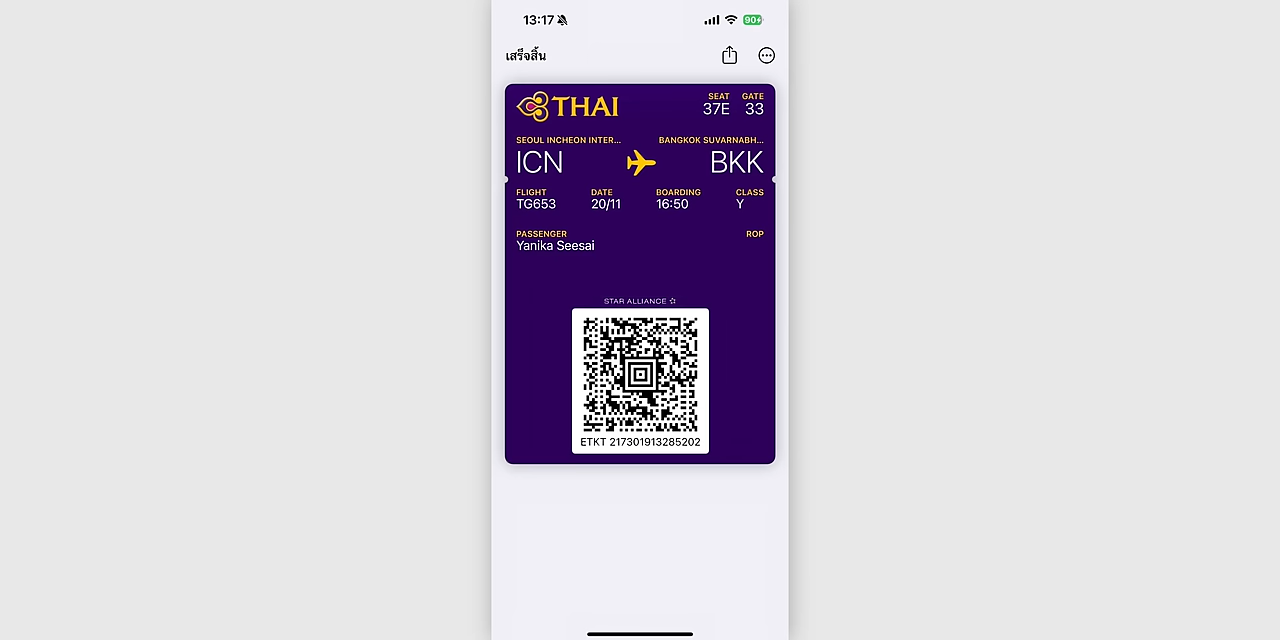 13:17
90
เสร็จสิ้น
THAI
SEAT GATE
37E 33
SEOUL INCHEON INTER... BANGKOK SUVARNABH...
ICN BKK
FLIGHT DATE BOARDING CLASS
TG653 20/11 16:50 Y
PASSENGER ROP
Yanika Seesai
STAR ALLIANCE
ETKT 217301913285202